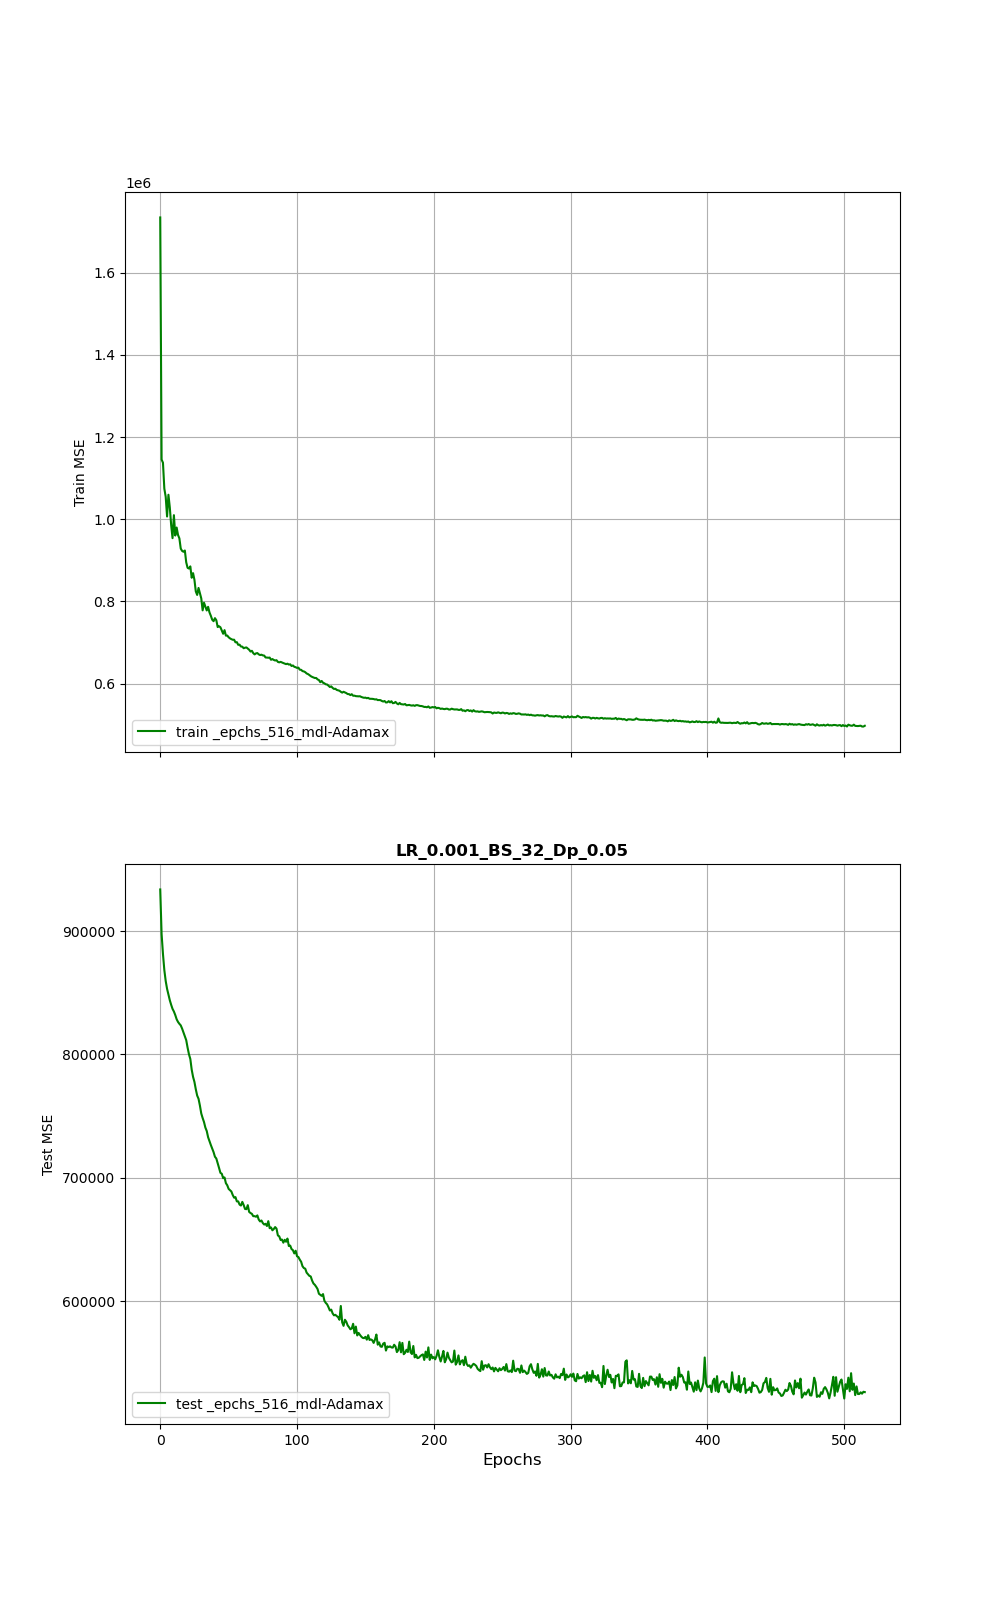 1e6
1.6
1.4
1.2
1.0
0.8
0.6
Train MSE
train _epchs_516_mdl-Adamax
LR_0.001_BS_32_Dp_0.05
900000
800000
700000
600000
Test MSE
test _epchs_516_mdl-Adamax
0 100 200 300 400 500
Epochs